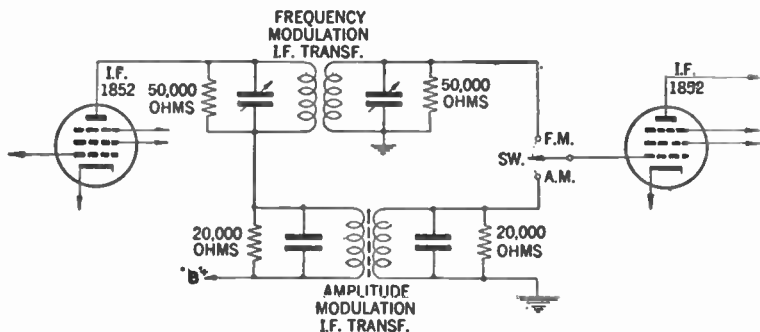 FREQUENCY
MODULATION
I.F. TRANSF.
I.F.
1852
50,000
OHMS
50,000
OHMS
I.F.
1852
F.M.
SW.
A.M.
20,000
OHMS
20,000
OHMS
"B+
AMPLITUDE
MODULATION
I.F. TRANSF.